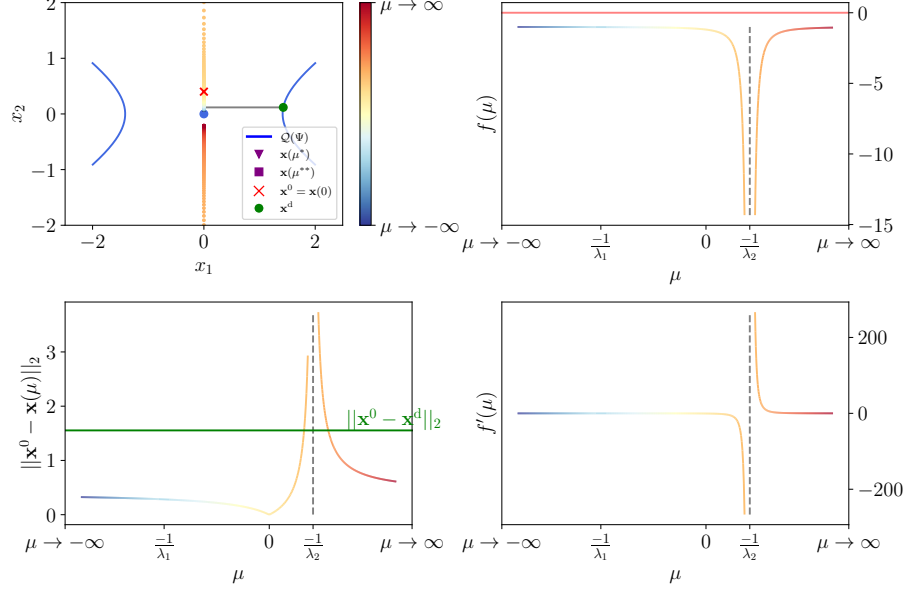 2
1
0
−1
−2
x₂
−2
0
2
x₁
Q(Ψ)
x(μ*)
x(μ**)
x⁰ = x(0)
xᵈ
μ → ∞
μ → −∞
0
−5
−10
−15
f(μ)
μ → −∞
−1/λ₁
0
−1/λ₂
μ → ∞
μ
3
2
1
0
||x⁰ − x(μ)||₂
||x⁰ − xᵈ||₂
μ → −∞
−1/λ₁
0
−1/λ₂
μ → ∞
μ
200
0
−200
f′(μ)
μ → −∞
−1/λ₁
0
−1/λ₂
μ → ∞
μ